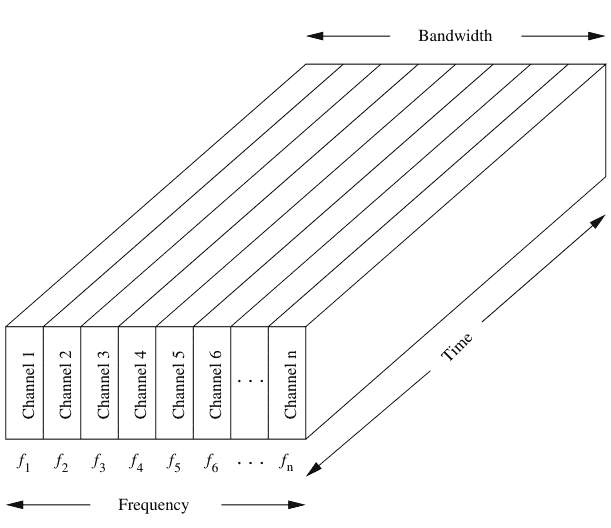 Bandwidth
Time
Channel 1
Channel 2
Channel 3
Channel 4
Channel 5
Channel 6
. . .
Channel n
f1 f2 f3 f4 f5 f6 . . . fn
Frequency